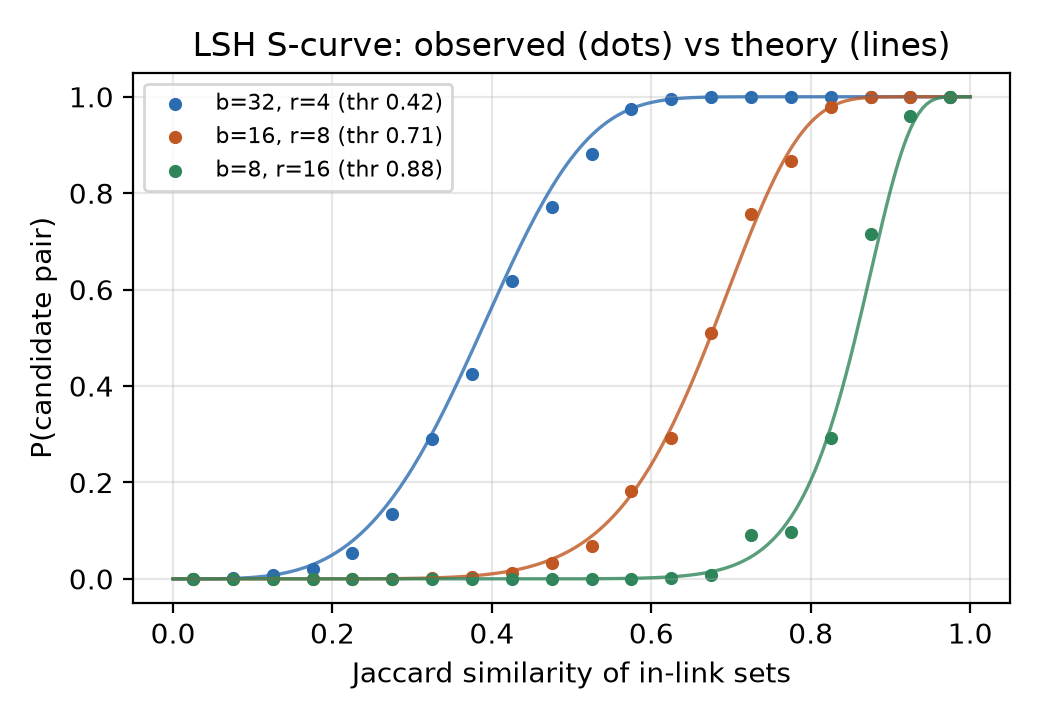 LSH S-curve: observed (dots) vs theory (lines)
b=32, r=4 (thr 0.42)
b=16, r=8 (thr 0.71)
b=8, r=16 (thr 0.88)
P(candidate pair)
1.0
0.8
0.6
0.4
0.2
0.0
0.0 0.2 0.4 0.6 0.8 1.0
Jaccard similarity of in-link sets